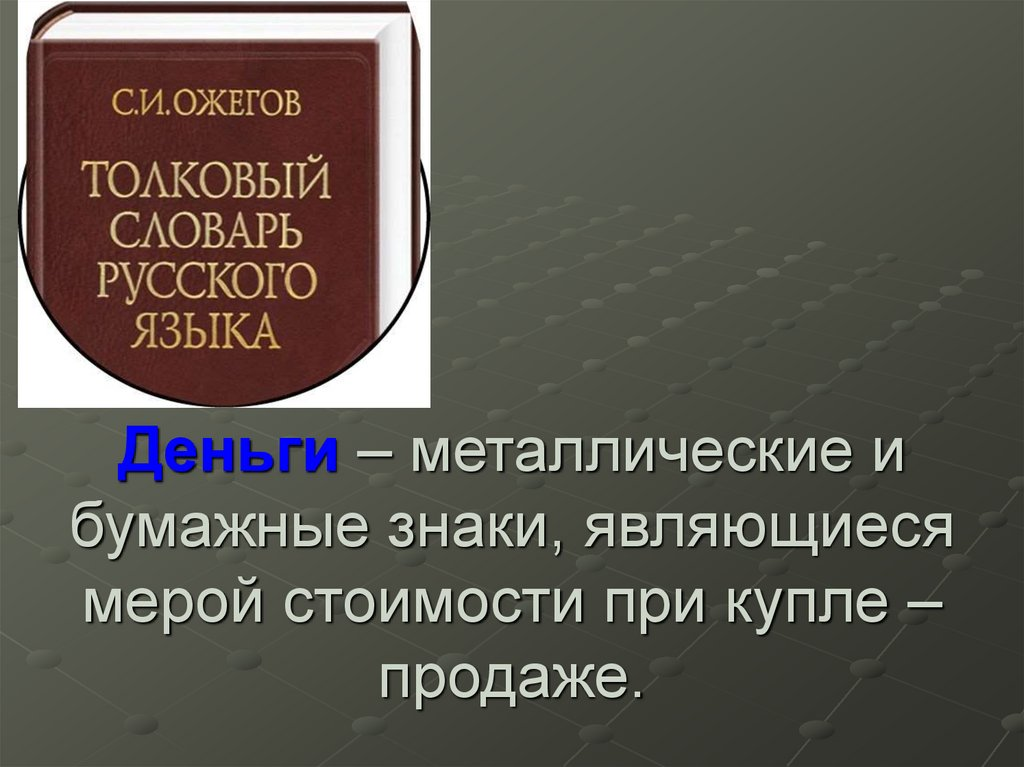 С.И.ОЖЕГОВ
ТОЛКОВЫЙ
СЛОВАРЬ
РУССКОГО
ЯЗЫКА
Деньги – металлические и
бумажные знаки, являющиеся
мерой стоимости при купле –
продаже.